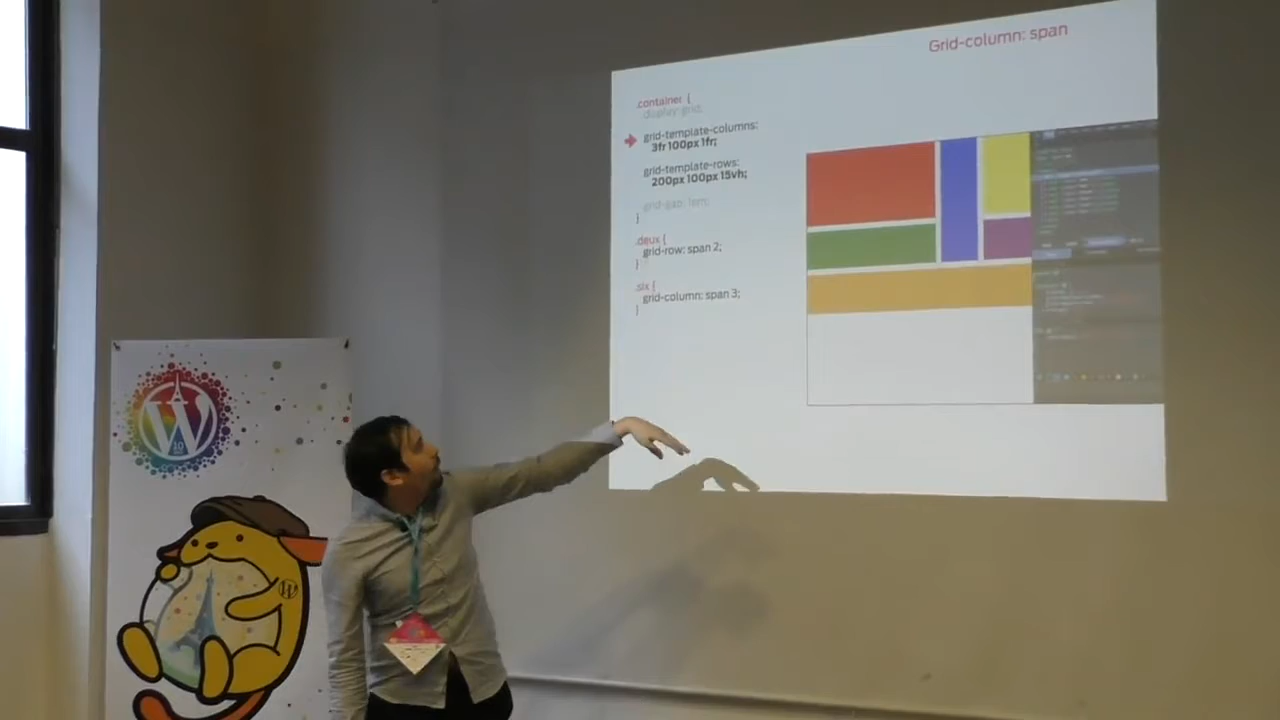 Grid-column: span
.container {
display: grid;
grid-template-columns:
3fr 100px 1fr;
grid-template-rows:
200px 100px 15vh;
grid-gap: 1em;
}
.deux {
grid-row: span 2;
}
.six {
grid-column: span 3;
}
W
10
W